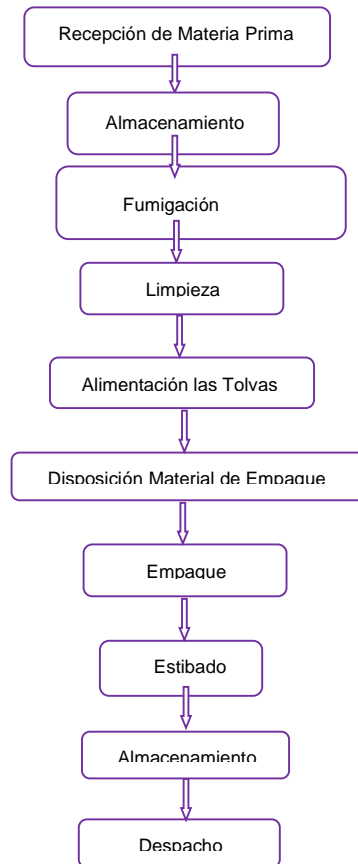 Recepción de Materia Prima
Almacenamiento
Fumigación
Limpieza
Alimentación las Tolvas
Disposición Material de Empaque
Empaque
Estibado
Almacenamiento
Despacho